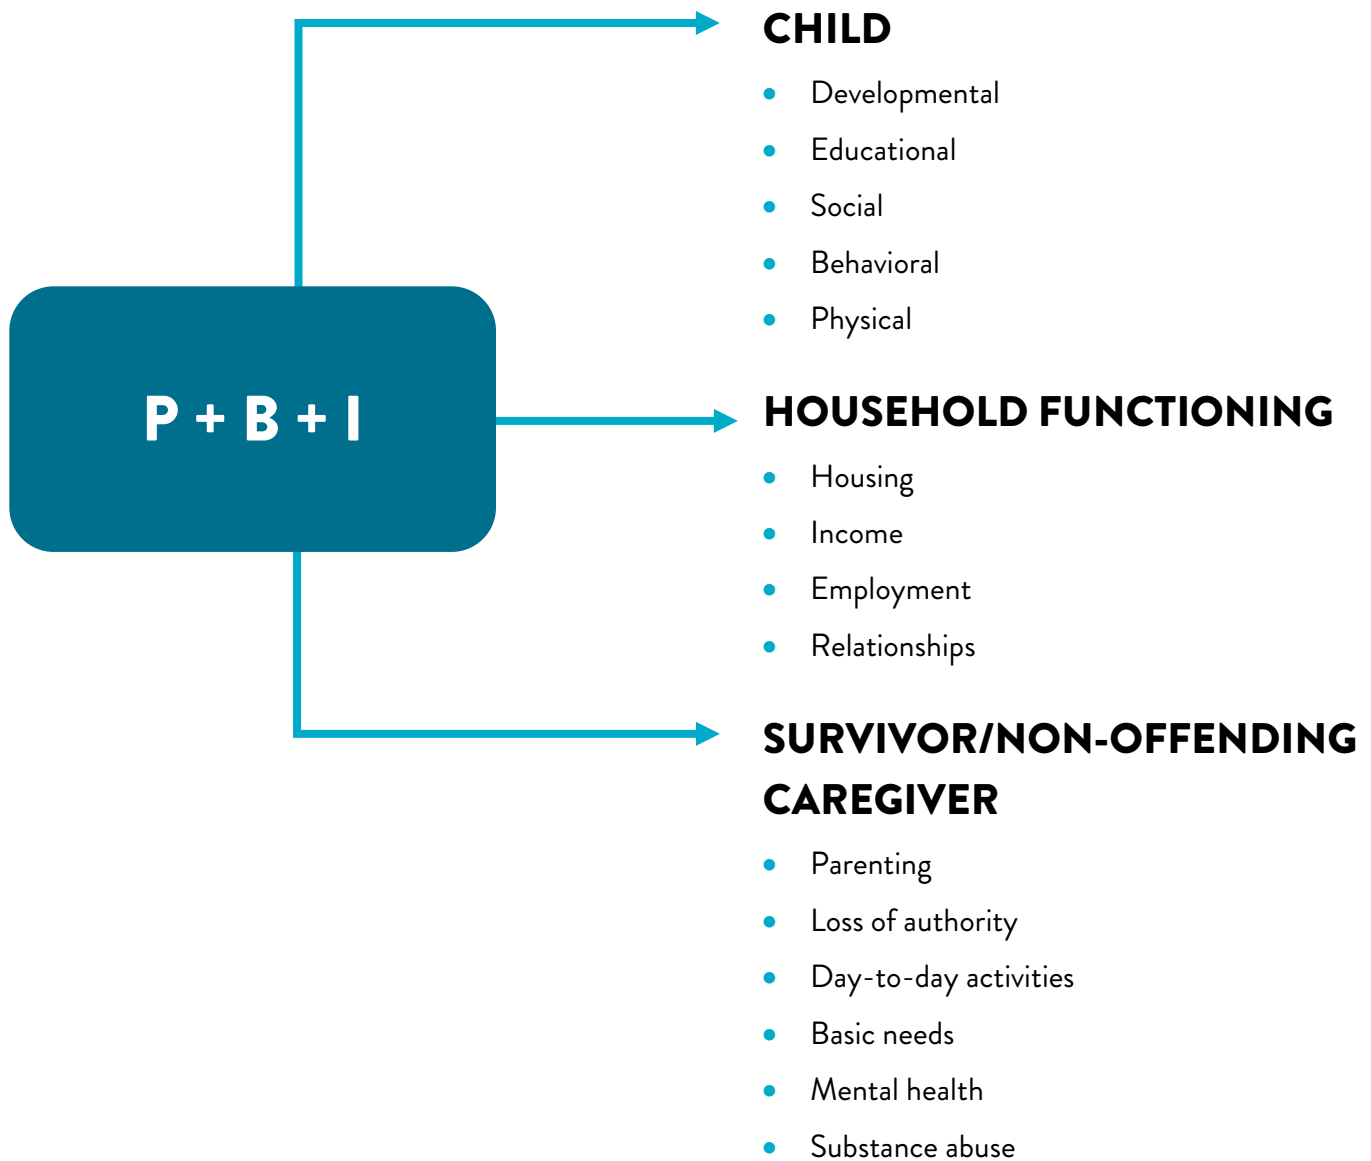 CHILD
• Developmental
• Educational
• Social
• Behavioral
• Physical
P + B + I
HOUSEHOLD FUNCTIONING
• Housing
• Income
• Employment
• Relationships
SURVIVOR/NON-OFFENDING
CAREGIVER
• Parenting
• Loss of authority
• Day-to-day activities
• Basic needs
• Mental health
• Substance abuse